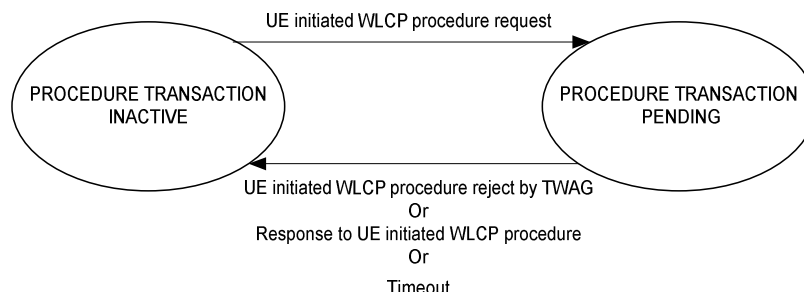 UE initiated WLCP procedure request
PROCEDURE TRANSACTION
INACTIVE
PROCEDURE TRANSACTION
PENDING
UE initiated WLCP procedure reject by TWAG
Or
Response to UE initiated WLCP procedure
Or
Timeout